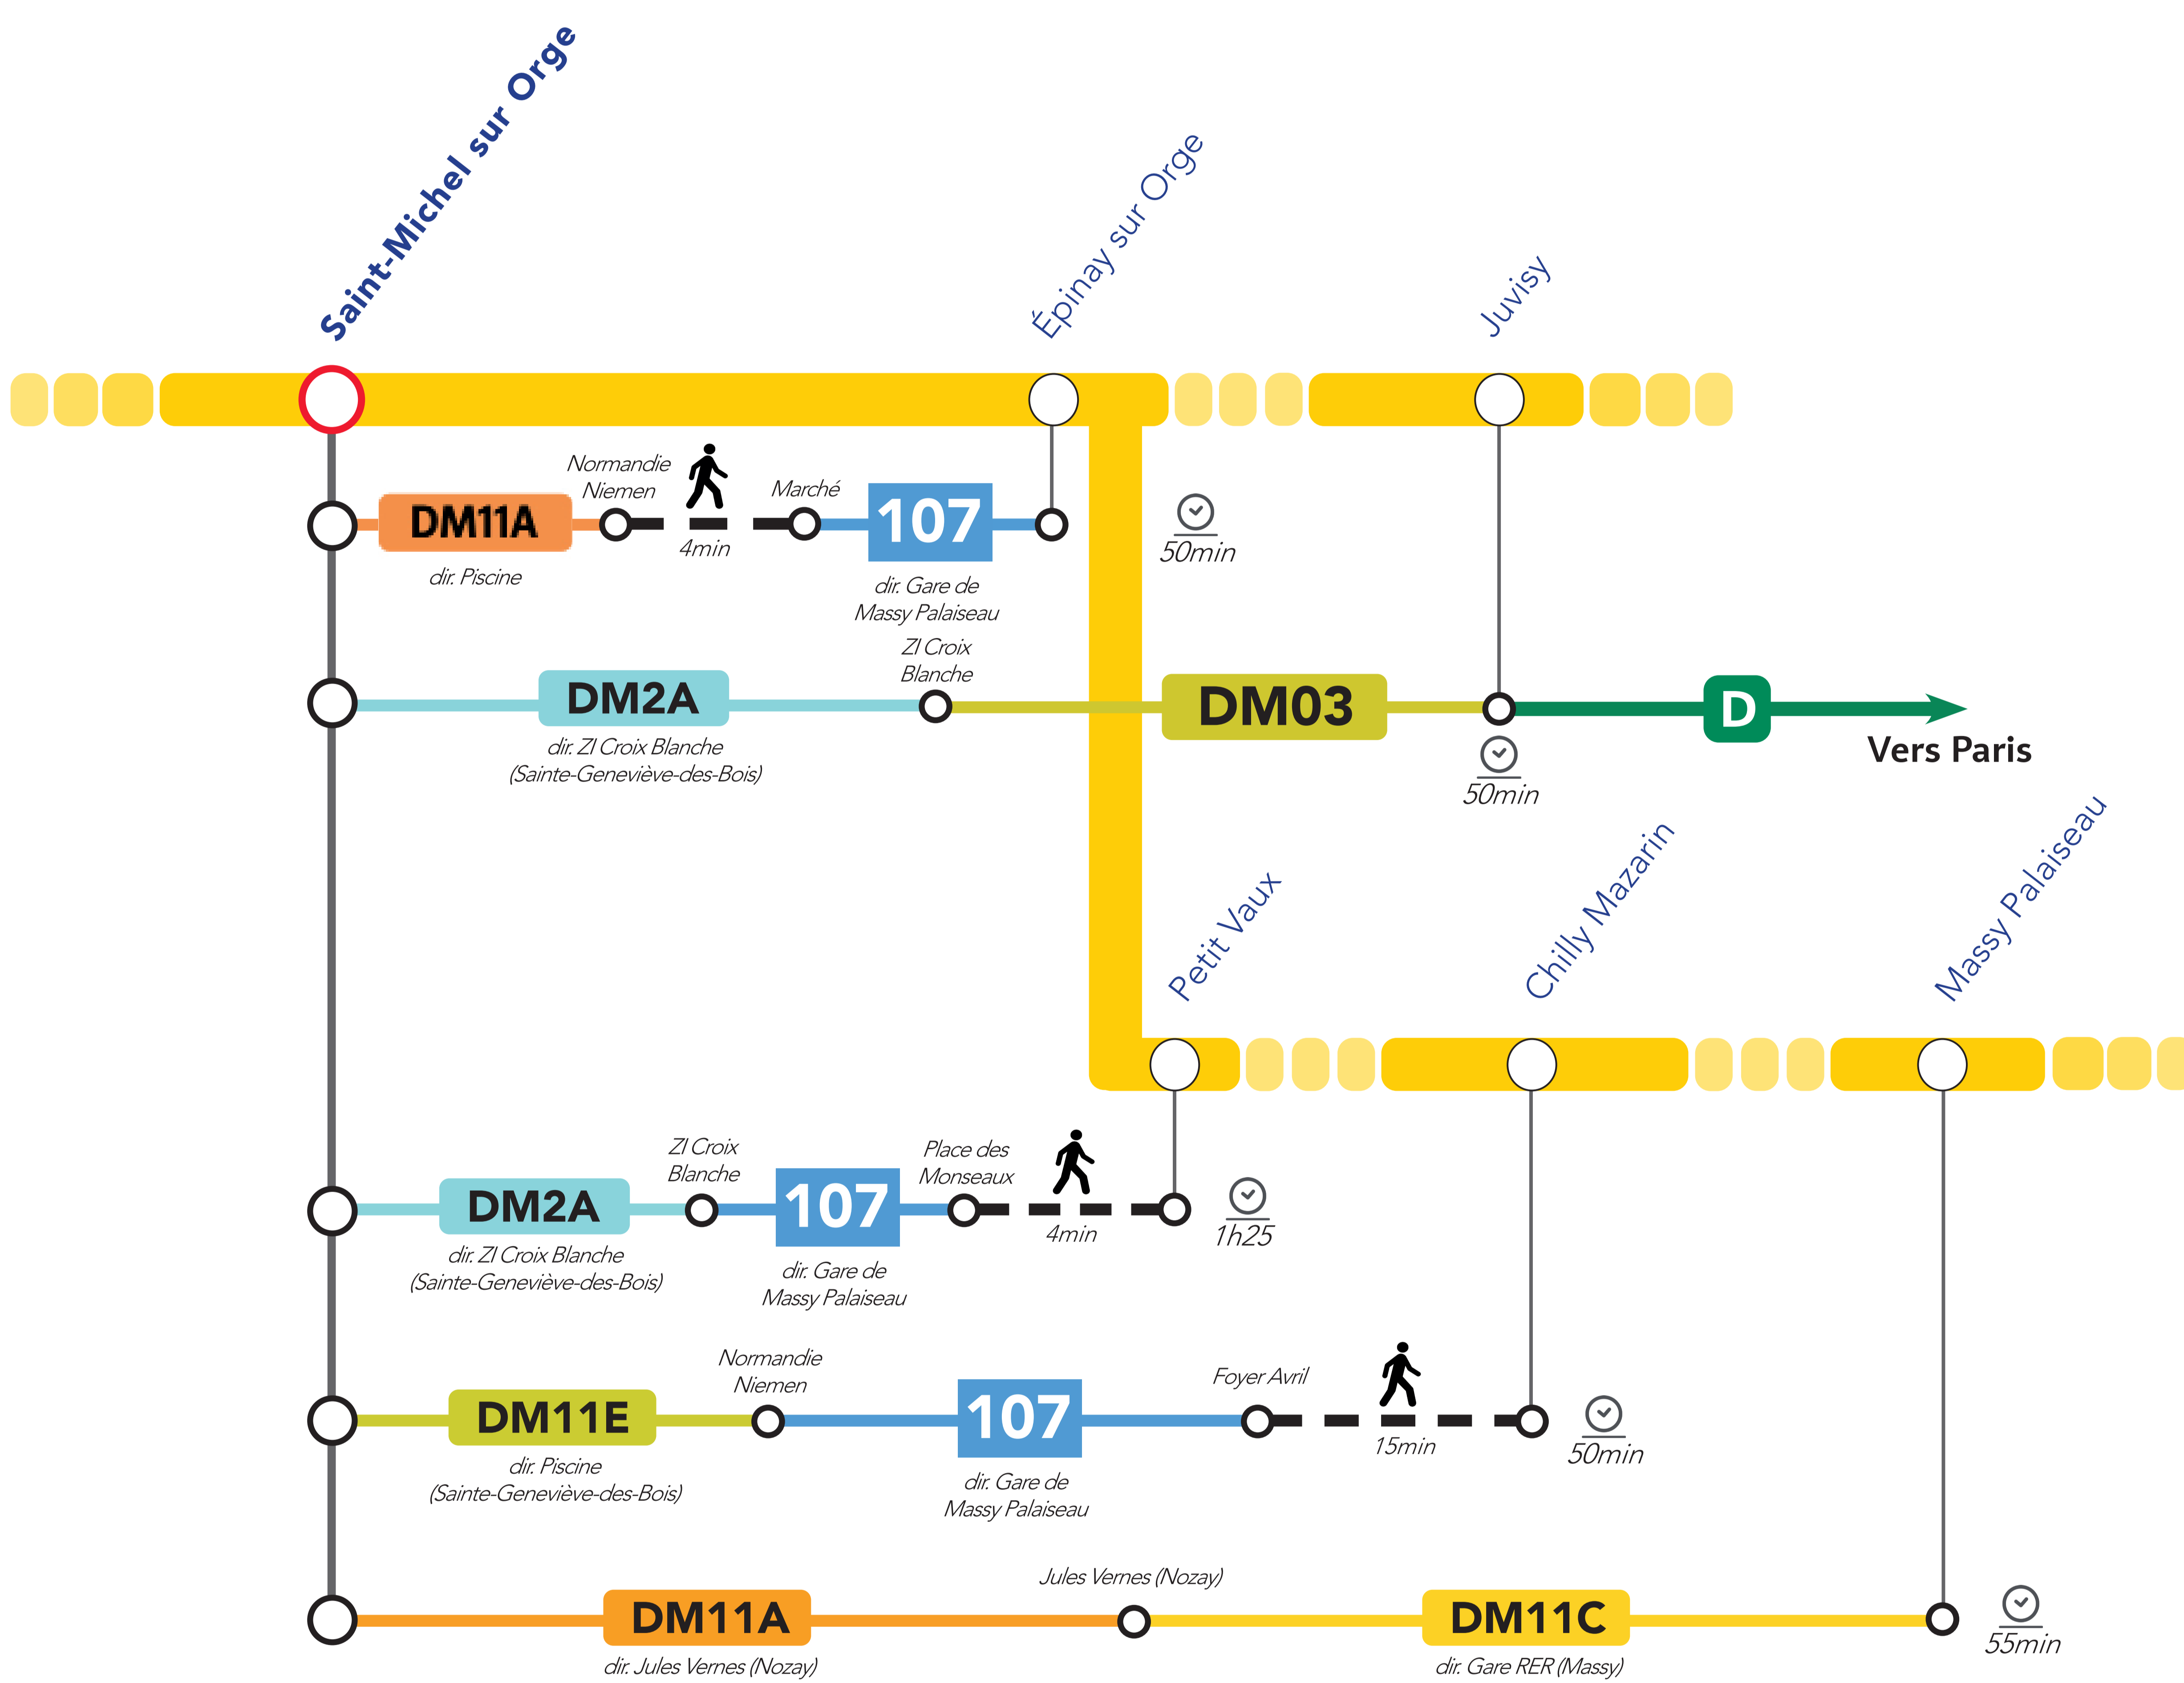 Saint-Michel sur Orge
Épinay sur Orge
Juvisy
Normandie
Niemen
Marché
DM11A
4min
107
50min
dir. Piscine
dir. Gare de
Massy Palaiseau
ZI Croix
Blanche
DM2A
DM03
D
dir. ZI Croix Blanche
(Sainte-Geneviève-des-Bois)
50min
Vers Paris
Petit Vaux
Chilly Mazarin
Massy Palaiseau
ZI Croix
Blanche
Place des
Monseaux
DM2A
107
4min
1h25
dir. ZI Croix Blanche
(Sainte-Geneviève-des-Bois)
dir. Gare de
Massy Palaiseau
Normandie
Niemen
Foyer Avril
DM11E
107
15min
50min
dir. Piscine
(Sainte-Geneviève-des-Bois)
dir. Gare de
Massy Palaiseau
Jules Vernes (Nozay)
DM11A
DM11C
55min
dir. Jules Vernes (Nozay)
dir. Gare RER (Massy)